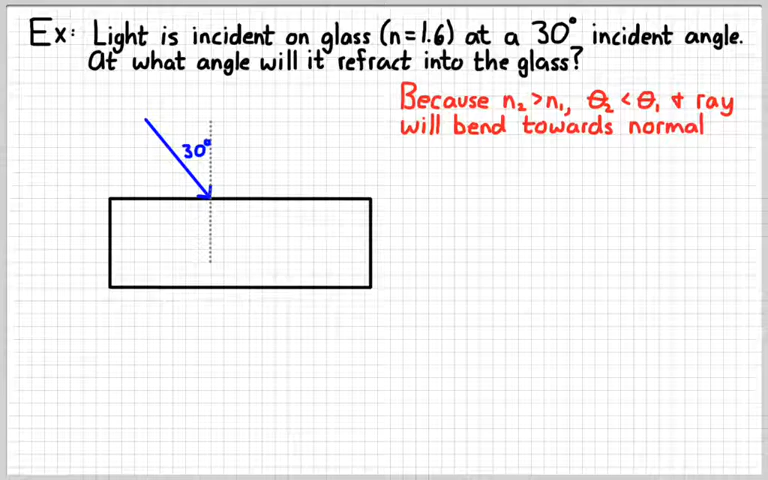 Ex: Light is incident on glass (n=1.6) at a 30° incident angle.
At what angle will it refract into the glass?
Because n₂>n₁, θ₂<θ₁ & ray
will bend towards normal
30°